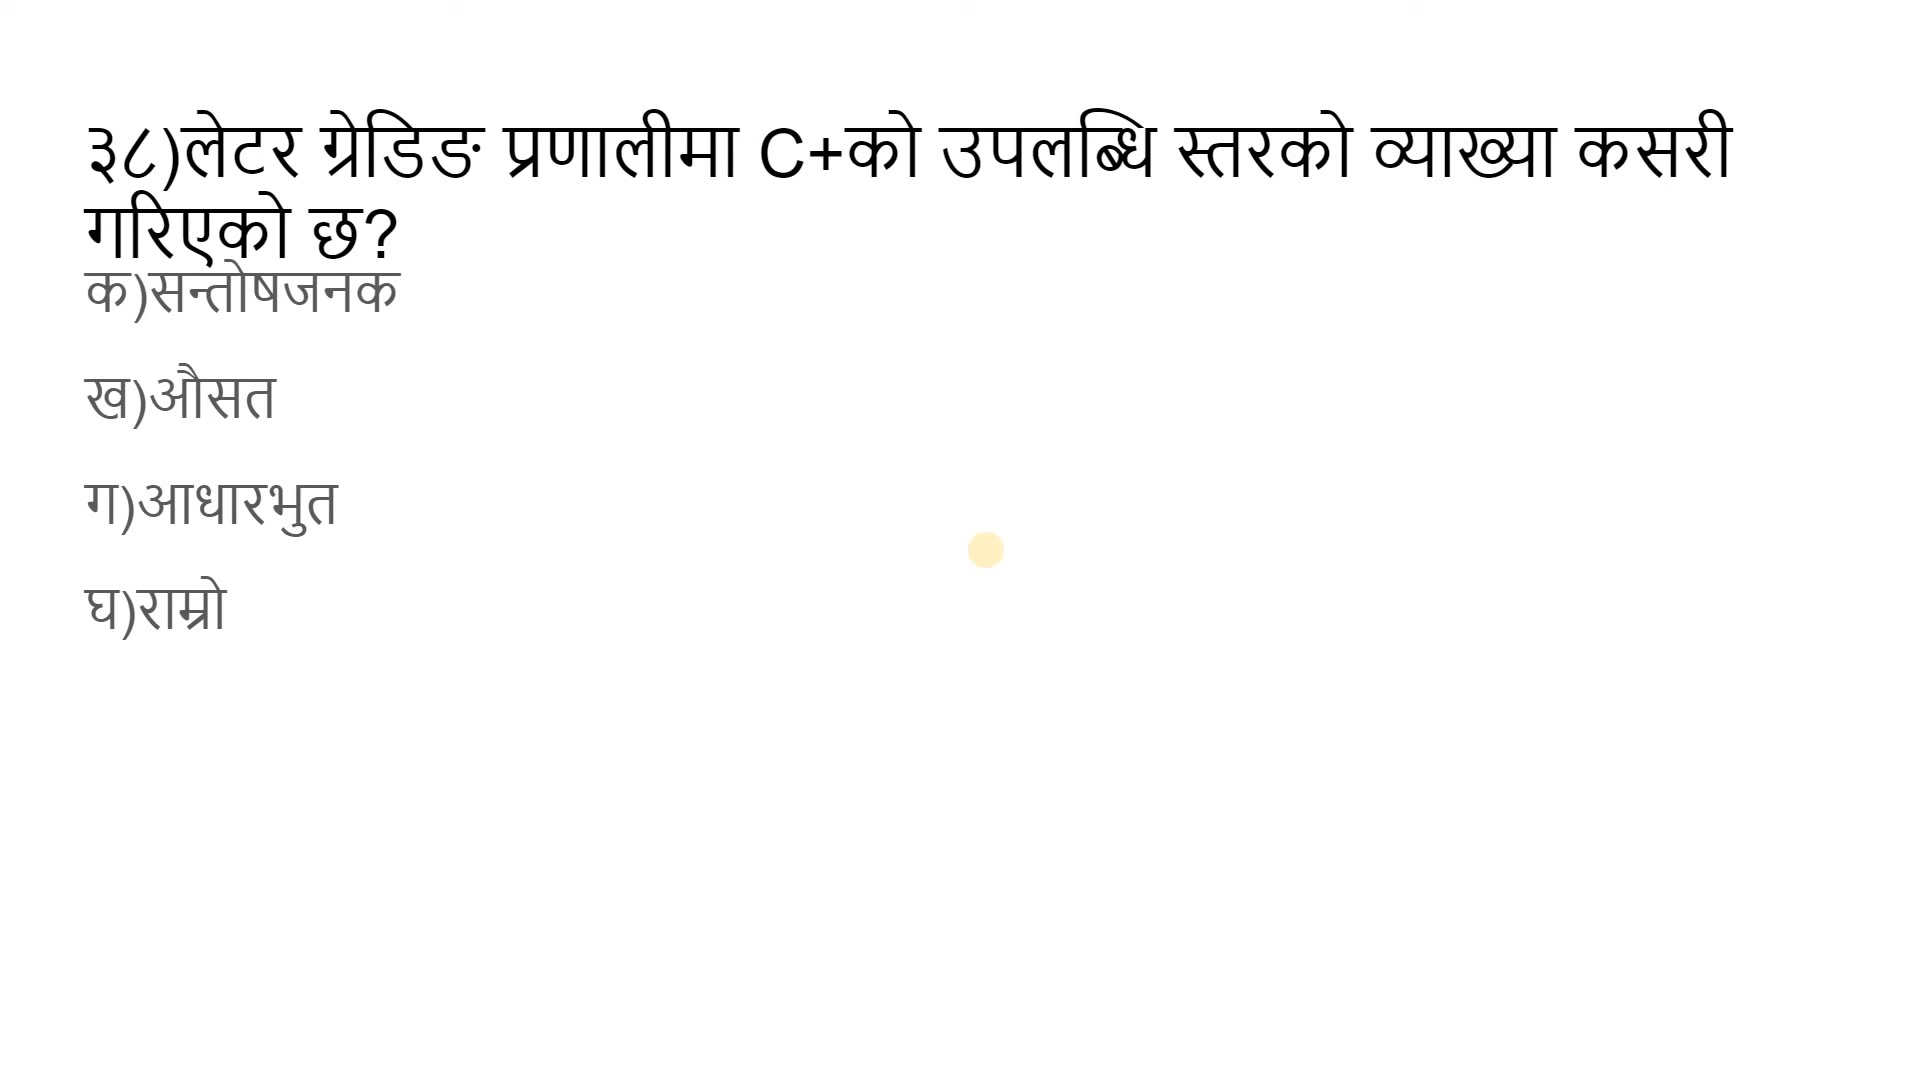 ३८)लेटर ग्रेडिङ प्रणालीमा C+को उपलब्धि स्तरको व्याख्या कसरी
गरिएको छ?
क)सन्तोषजनक
ख)औसत
ग)आधारभुत
घ)राम्रो